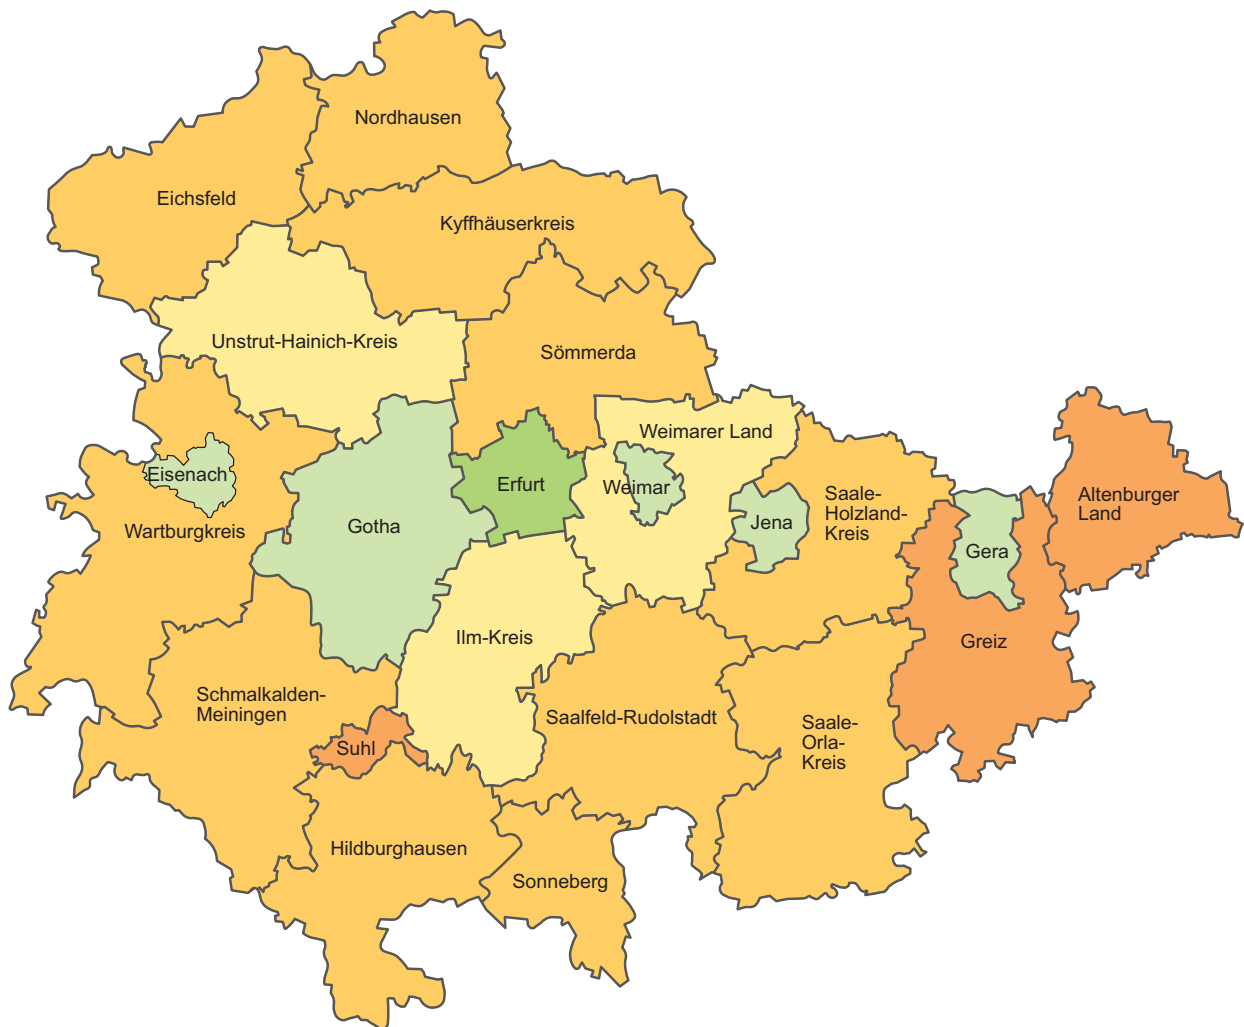 Nordhausen
Eichsfeld
Kyffhäuserkreis
Unstrut-Hainich-Kreis
Sömmerda
Weimarer Land
Eisenach
Erfurt
Weimar
Altenburger
Land
Saale-
Holzland-
Kreis
Wartburgkreis
Gotha
Jena
Gera
Ilm-Kreis
Greiz
Schmalkalden-
Meiningen
Saalfeld-Rudolstadt
Saale-
Orla-
Kreis
Suhl
Hildburghausen
Sonneberg